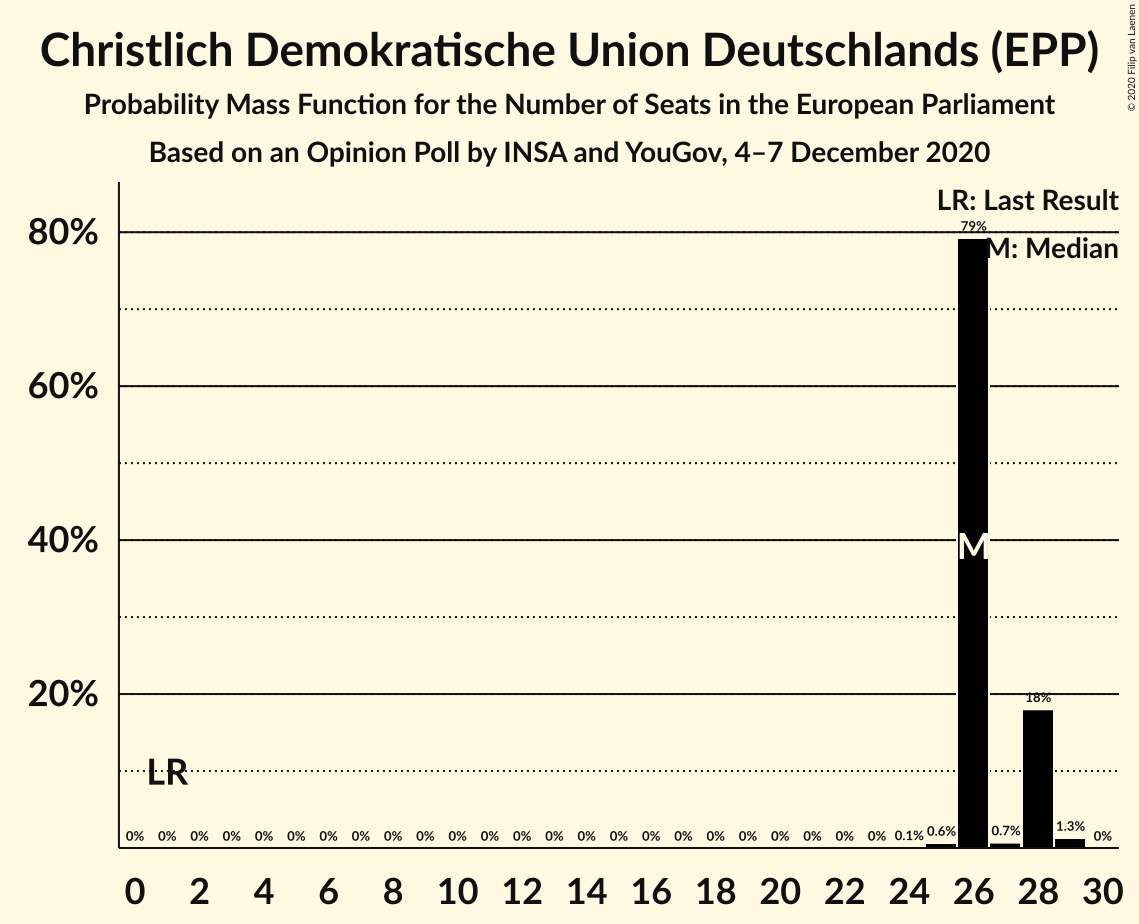 Christlich Demokratische Union Deutschlands (EPP)
Probability Mass Function for the Number of Seats in the European Parliament
Based on an Opinion Poll by INSA and YouGov, 4–7 December 2020
© 2020 Filip van Laenen
LR: Last Result
M: Median
80%
60%
40%
20%
79%
M
18%
LR
0% 0% 0% 0% 0% 0% 0% 0% 0% 0% 0% 0% 0% 0% 0% 0% 0% 0% 0% 0% 0% 0% 0% 0% 0.1% 0.6% 0.7% 1.3% 0%
0 2 4 6 8 10 12 14 16 18 20 22 24 26 28 30